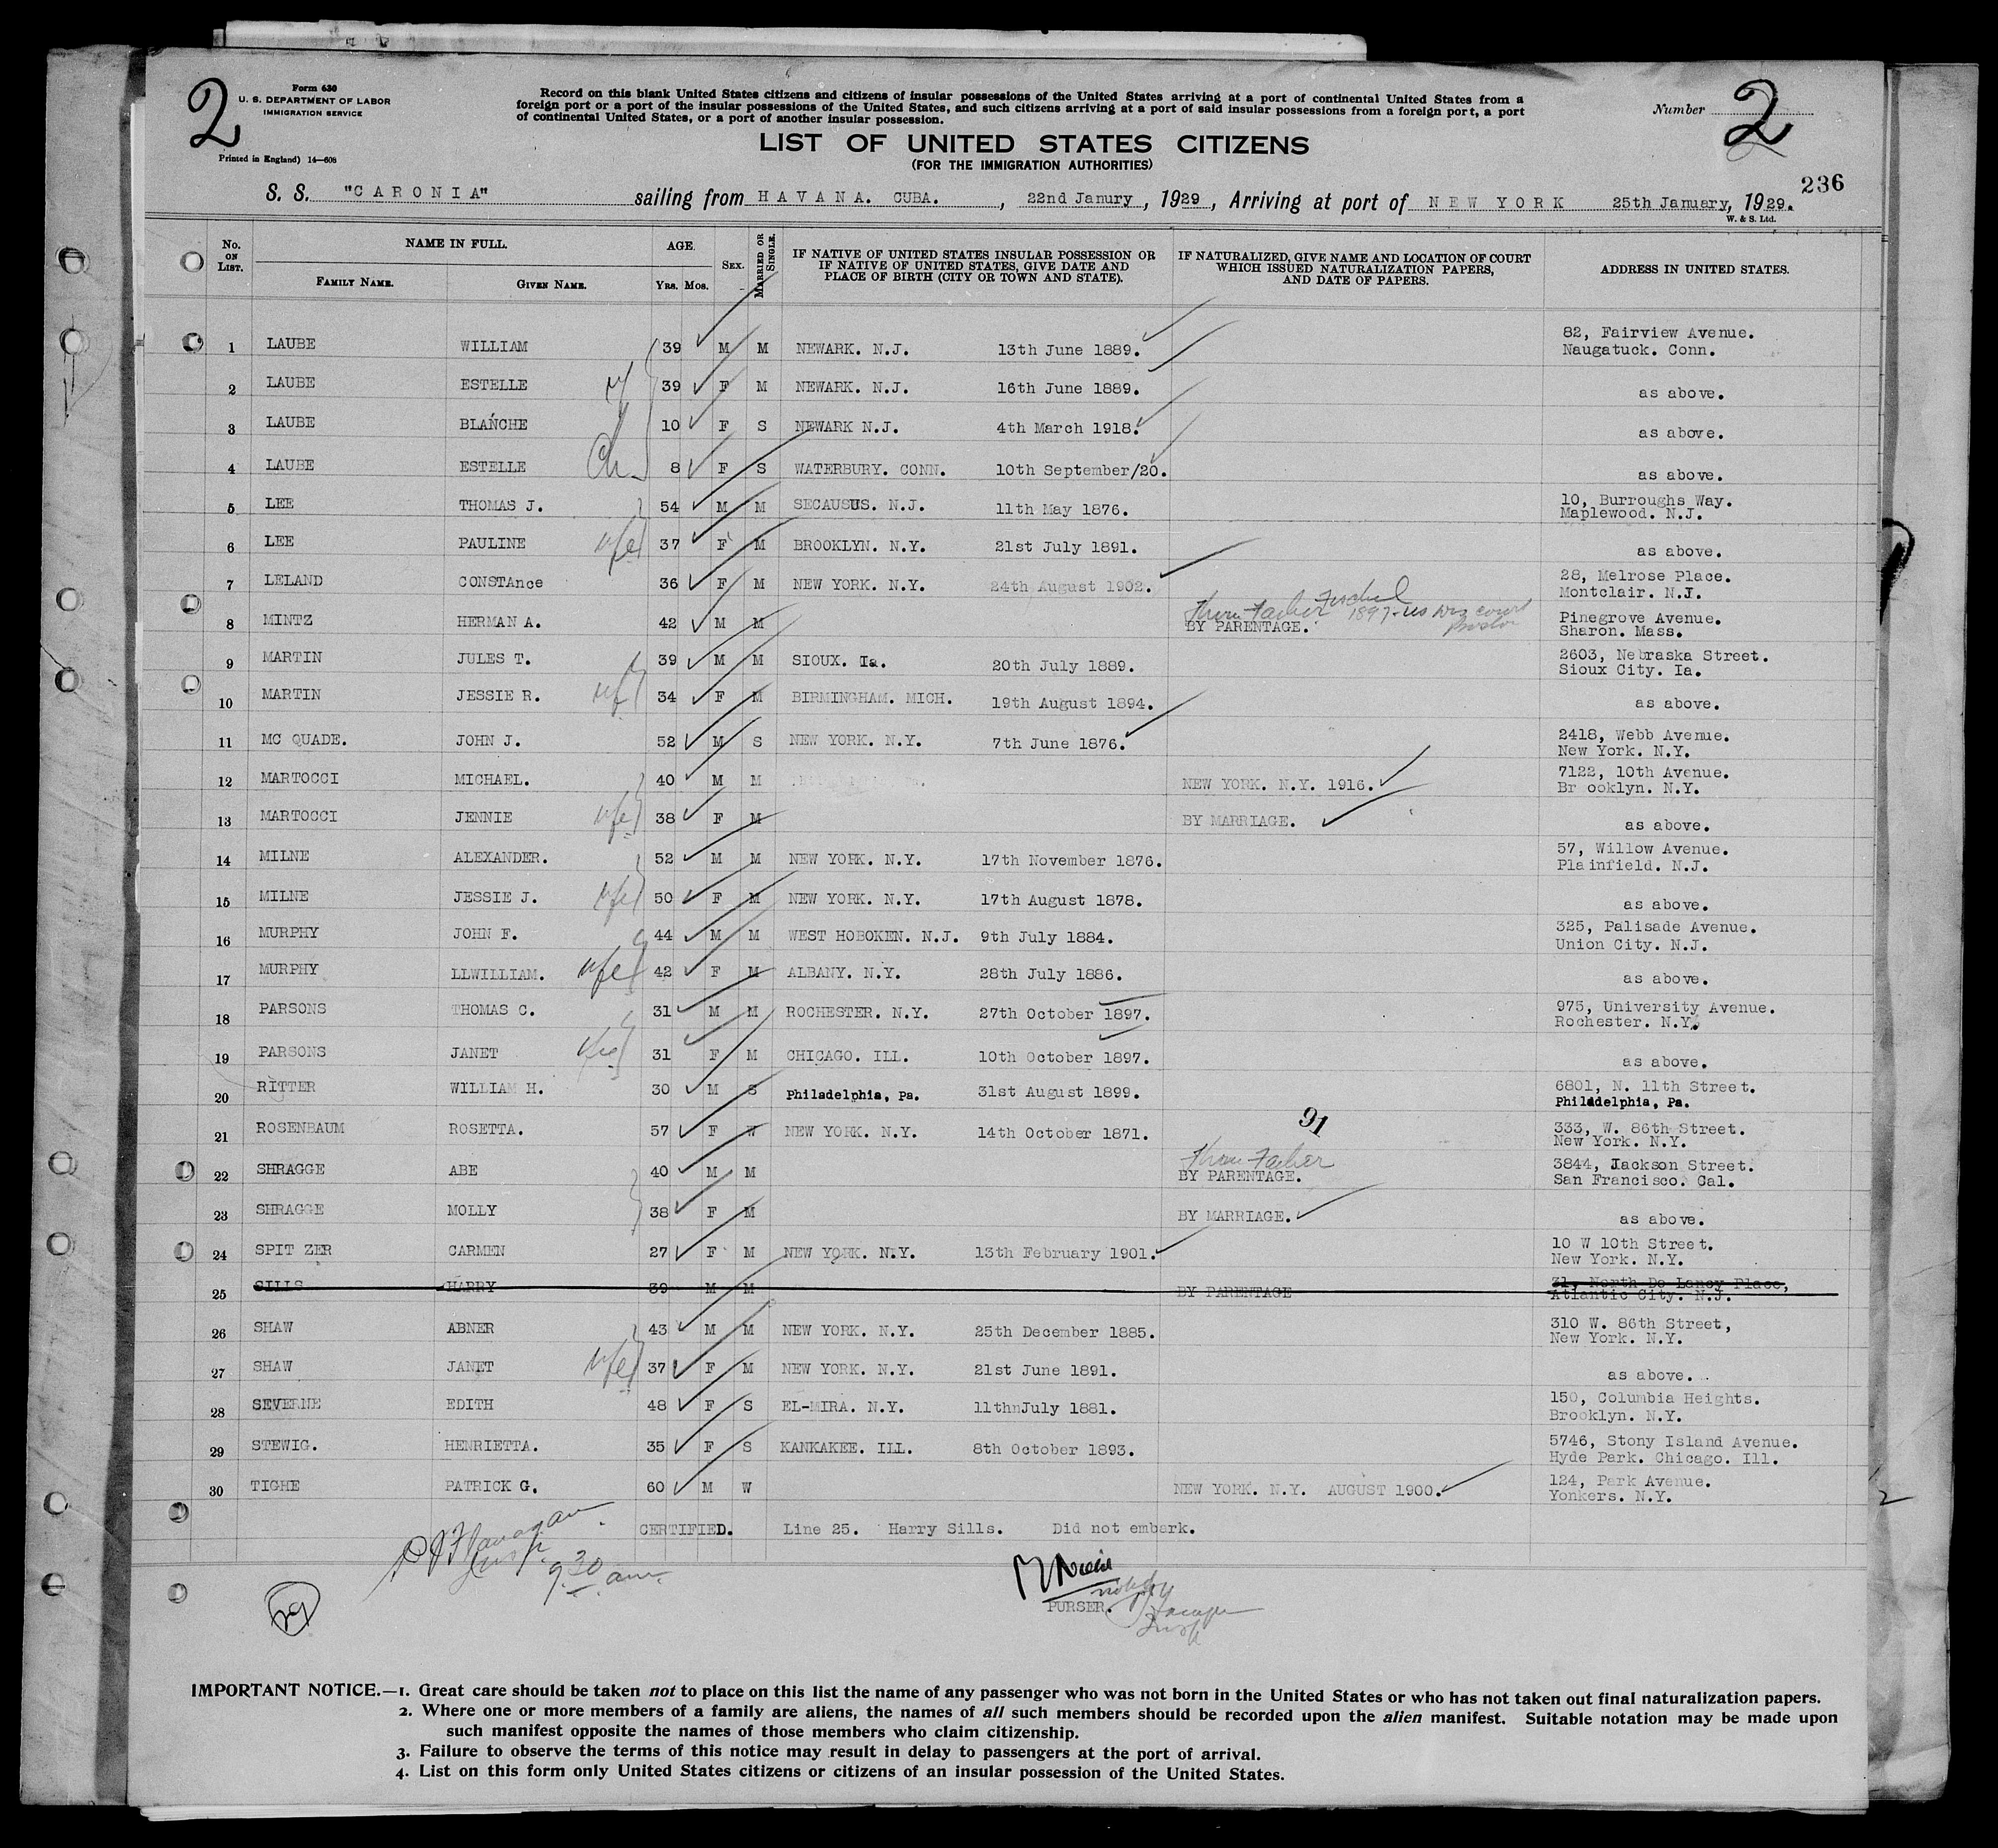 2
Form 630
U. S. DEPARTMENT OF LABOR
IMMIGRATION SERVICE
Printed in England) 14—608
Record on this blank United States citizens and citizens of insular possessions of the United States arriving at a port of continental United States from a
foreign port or a port of the insular possessions of the United States, and such citizens arriving at a port of said insular possessions from a foreign port, a port
of continental United States, or a port of another insular possession.
Number 2
LIST OF UNITED STATES CITIZENS
(FOR THE IMMIGRATION AUTHORITIES)
236
S. S. "CARONIA" sailing from HAVANA. CUBA. , 22nd Janury , 1929 , Arriving at port of NEW YORK 25th January, 1929.
W. & S. Ltd.
No. ON LIST. NAME IN FULL. AGE. SEX. MARRIED OR SINGLE. IF NATIVE OF UNITED STATES INSULAR POSSESSION OR IF NATIVE OF UNITED STATES, GIVE DATE AND PLACE OF BIRTH (CITY OR TOWN AND STATE). IF NATURALIZED, GIVE NAME AND LOCATION OF COURT WHICH ISSUED NATURALIZATION PAPERS, AND DATE OF PAPERS. ADDRESS IN UNITED STATES.
FAMILY NAME. GIVEN NAME. YRS. MOS.
1 LAUBE WILLIAM 39 M M NEWARK. N.J. 13th June 1889. 82, Fairview Avenue. Naugatuck. Conn.
2 LAUBE ESTELLE 39 F M NEWARK. N.J. 16th June 1889. as above.
3 LAUBE BLANCHE 10 F S NEWARK N.J. 4th March 1918. as above.
4 LAUBE ESTELLE Ch. 8 F S WATERBURY. CONN. 10th September/20. as above.
5 LEE THOMAS J. 54 M M SECAUSUS. N.J. 11th May 1876. 10, Burroughs Way. Maplewood. N.J.
6 LEE PAULINE wfe 37 F M BROOKLYN. N.Y. 21st July 1891. as above.
7 LELAND CONSTAnce 36 F M NEW YORK. N.Y. 24th August 1902. 28, Melrose Place. Montclair. N.J.
8 MINTZ HERMAN A. 42 M M Thru Father 1897 - US court Boston BY PARENTAGE. Pinegrove Avenue. Sharon. Mass.
9 MARTIN JULES T. 39 M M SIOUX. Ia. 20th July 1889. 2603, Nebraska Street. Sioux City. Ia.
10 MARTIN JESSIE R. wf 34 F M BIRMINGHAM. MICH. 19th August 1894. as above.
11 MC QUADE. JOHN J. 52 M S NEW YORK. N.Y. 7th June 1876. 2418, Webb Avenue. New York. N.Y.
12 MARTOCCI MICHAEL. 40 M M NEW YORK. N.Y. 1916. 7122, 10th Avenue. Br ooklyn. N.Y.
13 MARTOCCI JENNIE wfe 38 F M BY MARRIAGE. as above.
14 MILNE ALEXANDER. 52 M M NEW YORK. N.Y. 17th November 1876. 57, Willow Avenue. Plainfield. N.J.
15 MILNE JESSIE J. wfe 50 F M NEW YORK. N.Y. 17th August 1878. as above.
16 MURPHY JOHN F. 44 M M WEST HOBOKEN. N.J. 9th July 1884. 325, Palisade Avenue. Union City. N.J.
17 MURPHY LLWILLIAM. wfe 42 F M ALBANY. N.Y. 28th July 1886. as above.
18 PARSONS THOMAS C. 31 M M ROCHESTER. N.Y. 27th October 1897. 975, University Avenue. Rochester. N.Y.
19 PARSONS JANET wfe 31 F M CHICAGO. ILL. 10th October 1897. as above.
20 RITTER WILLIAM H. 30 M S Philadelphia, Pa. 31st August 1899. 6801, N. 11th Street. Philadelphia, Pa.
21 ROSENBAUM ROSETTA. 57 F W NEW YORK. N.Y. 14th October 1871. 91 333, W. 86th Street. New York. N.Y.
22 SHRAGGE ABE 40 M M Thru Father BY PARENTAGE. 3844, Jackson Street. San Francisco. Cal.
23 SHRAGGE MOLLY 38 F M BY MARRIAGE. as above.
24 SPIT ZER CARMEN 27 F M NEW YORK. N.Y. 13th February 1901. 10 W 10th Street. New York. N.Y.
25 SILLS HARRY 39 M M BY PARENTAGE 31, North De Lancy Place, Atlantic City. N.J.
26 SHAW ABNER 43 M M NEW YORK. N.Y. 25th December 1885. 310 W. 86th Street, New York. N.Y.
27 SHAW JANET wfe 37 F M NEW YORK. N.Y. 21st June 1891. as above.
28 SEVERNE EDITH 48 F S EL-MIRA. N.Y. 11thnJuly 1881. 150, Columbia Heights. Brooklyn. N.Y.
29 STEWIG. HENRIETTA. 35 F S KANKAKEE. ILL. 8th October 1893. 5746, Stony Island Avenue. Hyde Park. Chicago. Ill.
30 TIGHE PATRICK G. 60 M W NEW YORK. N.Y. AUGUST 1900. 124, Park Avenue. Yonkers. N.Y.
CERTIFIED. Line 25. Harry Sills. Did not embark.
Flanagan
Insp.
9.30 am.
29
noted by
PURSER.
Insp
IMPORTANT NOTICE.—1. Great care should be taken not to place on this list the name of any passenger who was not born in the United States or who has not taken out final naturalization papers.
2. Where one or more members of a family are aliens, the names of all such members should be recorded upon the alien manifest. Suitable notation may be made upon
such manifest opposite the names of those members who claim citizenship.
3. Failure to observe the terms of this notice may result in delay to passengers at the port of arrival.
4. List on this form only United States citizens or citizens of an insular possession of the United States.